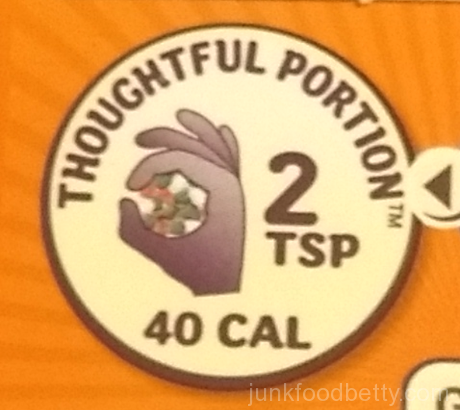 THOUGHTFUL PORTION™
2
TSP
40 CAL
G
junkfoodbetty.com